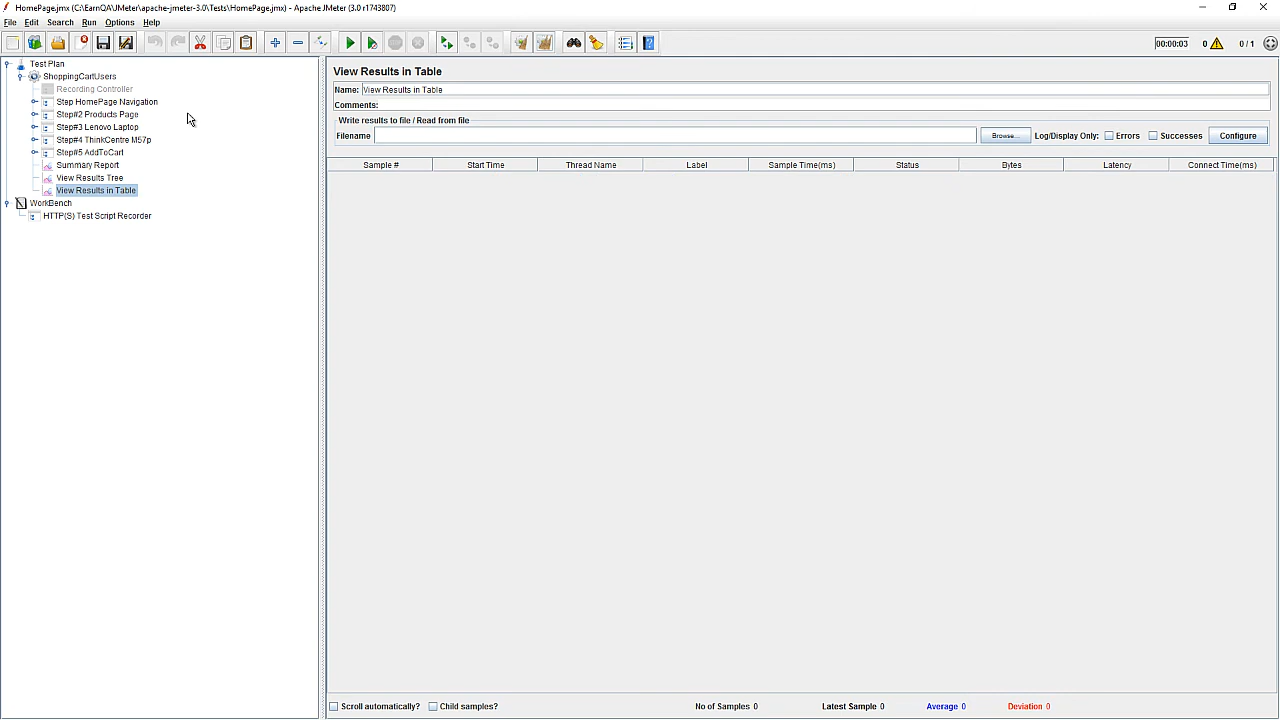 HomePage.jmx (C:\EarnQA\JMeter\apache-jmeter-3.0\Tests\HomePage.jmx) - Apache JMeter (3.0 r1743807)
File Edit Search Run Options Help
00:00:03 0 0 / 1
Test Plan
ShoppingCartUsers
Recording Controller
Step HomePage Navigation
Step#2 Products Page
Step#3 Lenovo Laptop
Step#4 ThinkCentre M57p
Step#5 AddToCart
Summary Report
View Results Tree
View Results in Table
WorkBench
HTTP(S) Test Script Recorder
View Results in Table
Name: View Results in Table
Comments:
Write results to file / Read from file
Filename Browse... Log/Display Only: Errors Successes Configure
Sample # Start Time Thread Name Label Sample Time(ms) Status Bytes Latency Connect Time(ms)
Scroll automatically? Child samples? No of Samples 0 Latest Sample 0 Average 0 Deviation 0